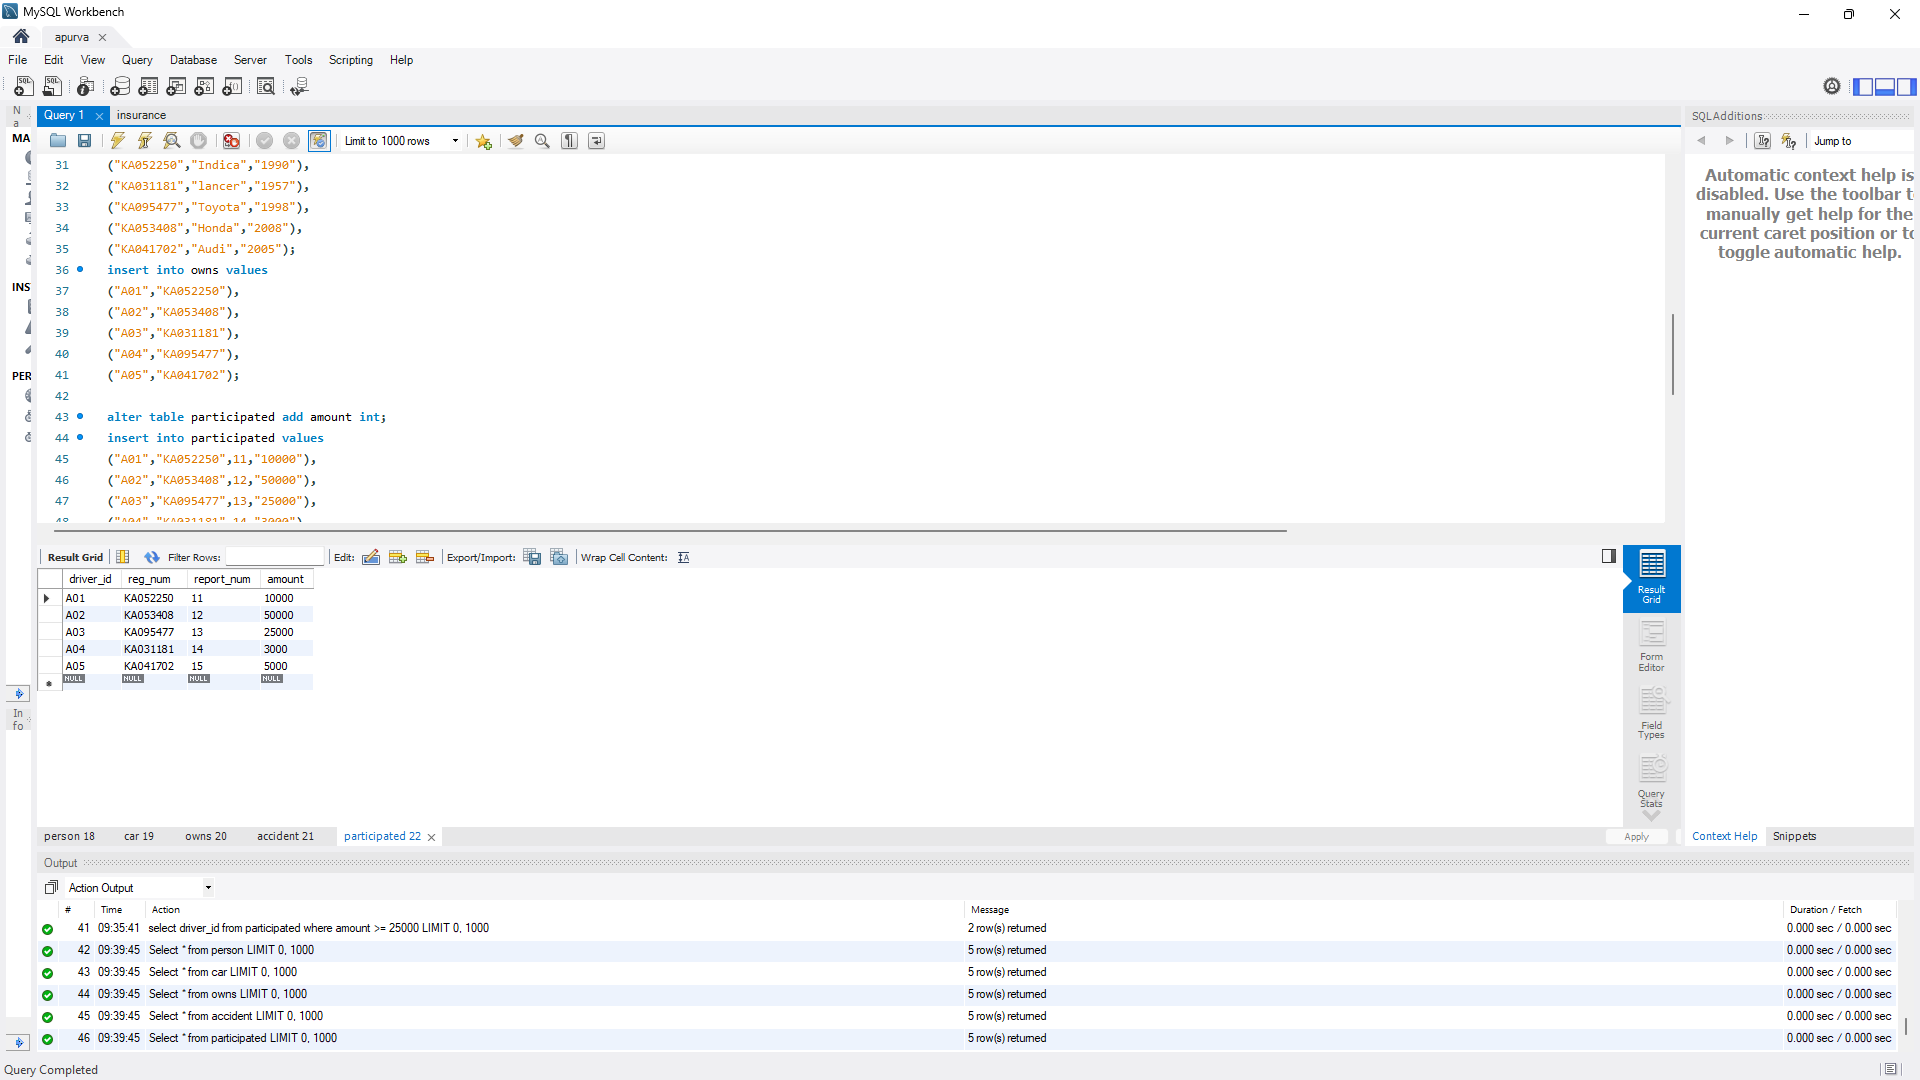 MySQL Workbench
apurva
File Edit View Query Database Server Tools Scripting Help
N
a
Query 1
insurance
SQLAdditions
MA
Limit to 1000 rows
Jump to
31 ("KA052250","Indica","1990"),
32 ("KA031181","lancer","1957"),
33 ("KA095477","Toyota","1998"),
34 ("KA053408","Honda","2008"),
35 ("KA041702","Audi","2005");
36 insert into owns values
37 ("A01","KA052250"),
38 ("A02","KA053408"),
39 ("A03","KA031181"),
40 ("A04","KA095477"),
41 ("A05","KA041702");
42
43 alter table participated add amount int;
44 insert into participated values
45 ("A01","KA052250",11,"10000"),
46 ("A02","KA053408",12,"50000"),
47 ("A03","KA095477",13,"25000"),
48 ("A04","KA031181",14,"3000"),
INS
PER
In
fo
Automatic context help is
disabled. Use the toolbar t
manually get help for the
current caret position or to
toggle automatic help.
Result Grid Filter Rows: Edit: Export/Import: Wrap Cell Content:
driver_id reg_num report_num amount
A01 KA052250 11 10000
A02 KA053408 12 50000
A03 KA095477 13 25000
A04 KA031181 14 3000
A05 KA041702 15 5000
NULL NULL NULL NULL
Result
Grid
Form
Editor
Field
Types
Query
Stats
person 18 car 19 owns 20 accident 21 participated 22
Apply
Context Help Snippets
Output
Action Output
# Time Action Message Duration / Fetch
41 09:35:41 select driver_id from participated where amount >= 25000 LIMIT 0, 1000 2 row(s) returned 0.000 sec / 0.000 sec
42 09:39:45 Select * from person LIMIT 0, 1000 5 row(s) returned 0.000 sec / 0.000 sec
43 09:39:45 Select * from car LIMIT 0, 1000 5 row(s) returned 0.000 sec / 0.000 sec
44 09:39:45 Select * from owns LIMIT 0, 1000 5 row(s) returned 0.000 sec / 0.000 sec
45 09:39:45 Select * from accident LIMIT 0, 1000 5 row(s) returned 0.000 sec / 0.000 sec
46 09:39:45 Select * from participated LIMIT 0, 1000 5 row(s) returned 0.000 sec / 0.000 sec
Query Completed